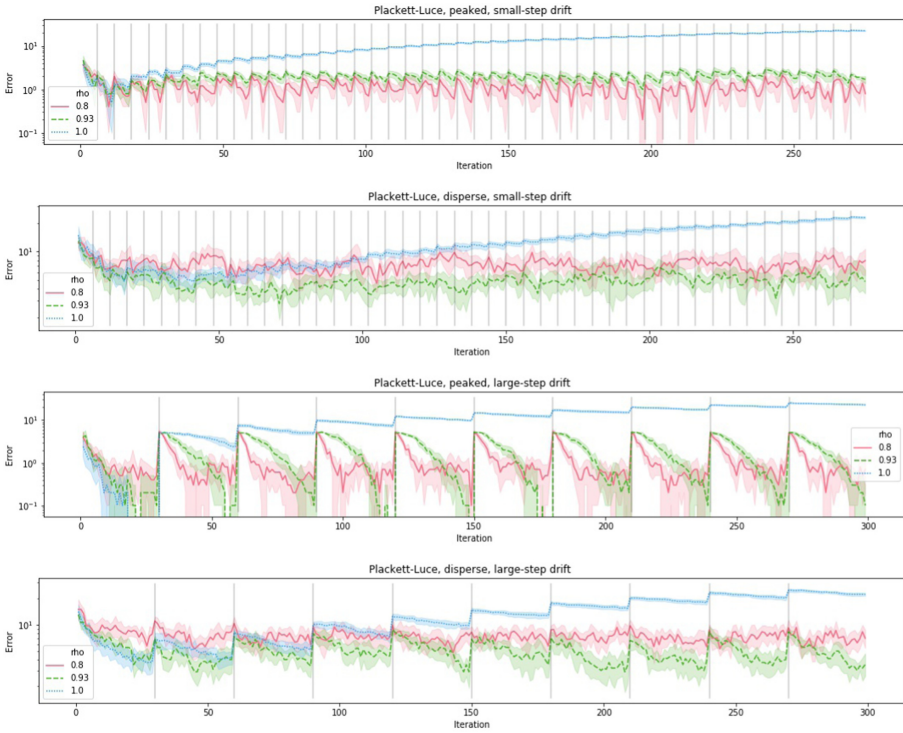 Plackett-Luce, peaked, small-step drift
10¹
10⁰
10⁻¹
Error
rho
0.8
0.93
1.0
0 50 100 150 200 250
Iteration
Plackett-Luce, disperse, small-step drift
10¹
Error
rho
0.8
0.93
1.0
0 50 100 150 200 250
Iteration
Plackett-Luce, peaked, large-step drift
10¹
10⁰
10⁻¹
Error
rho
0.8
0.93
1.0
0 50 100 150 200 250 300
Iteration
Plackett-Luce, disperse, large-step drift
10¹
Error
rho
0.8
0.93
1.0
0 50 100 150 200 250 300
Iteration